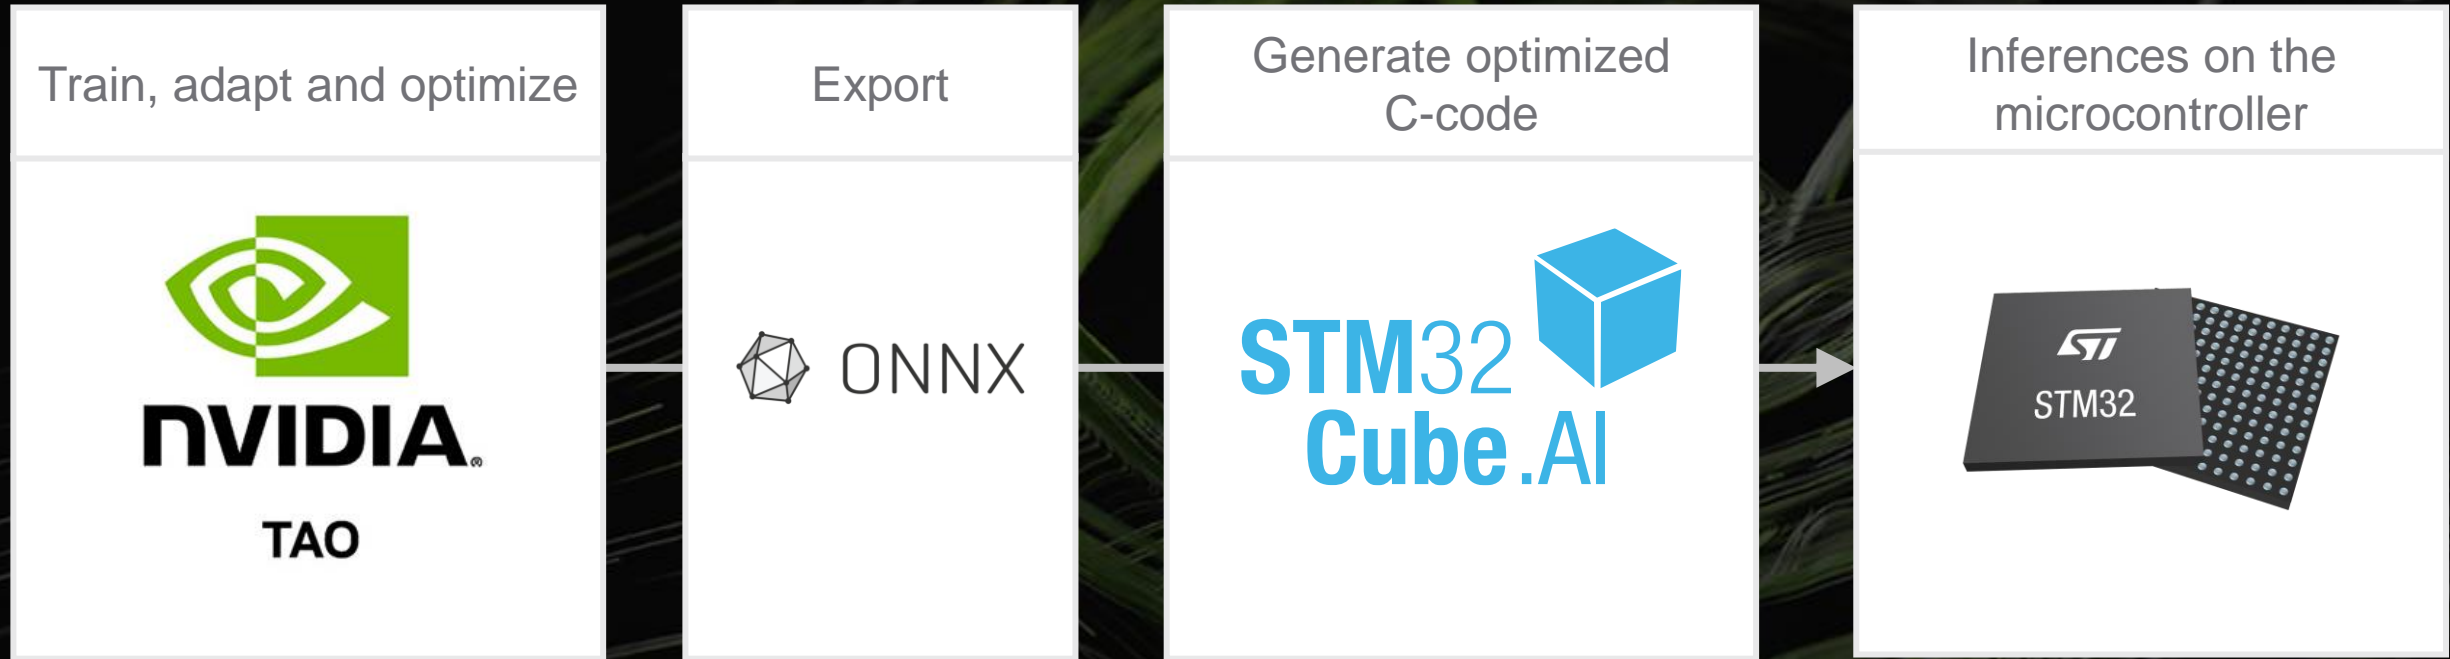 Train, adapt and optimize
NVIDIA®
TAO
Export
ONNX
Generate optimized
C-code
STM32
Cube.AI
Inferences on the
microcontroller
ST
STM32